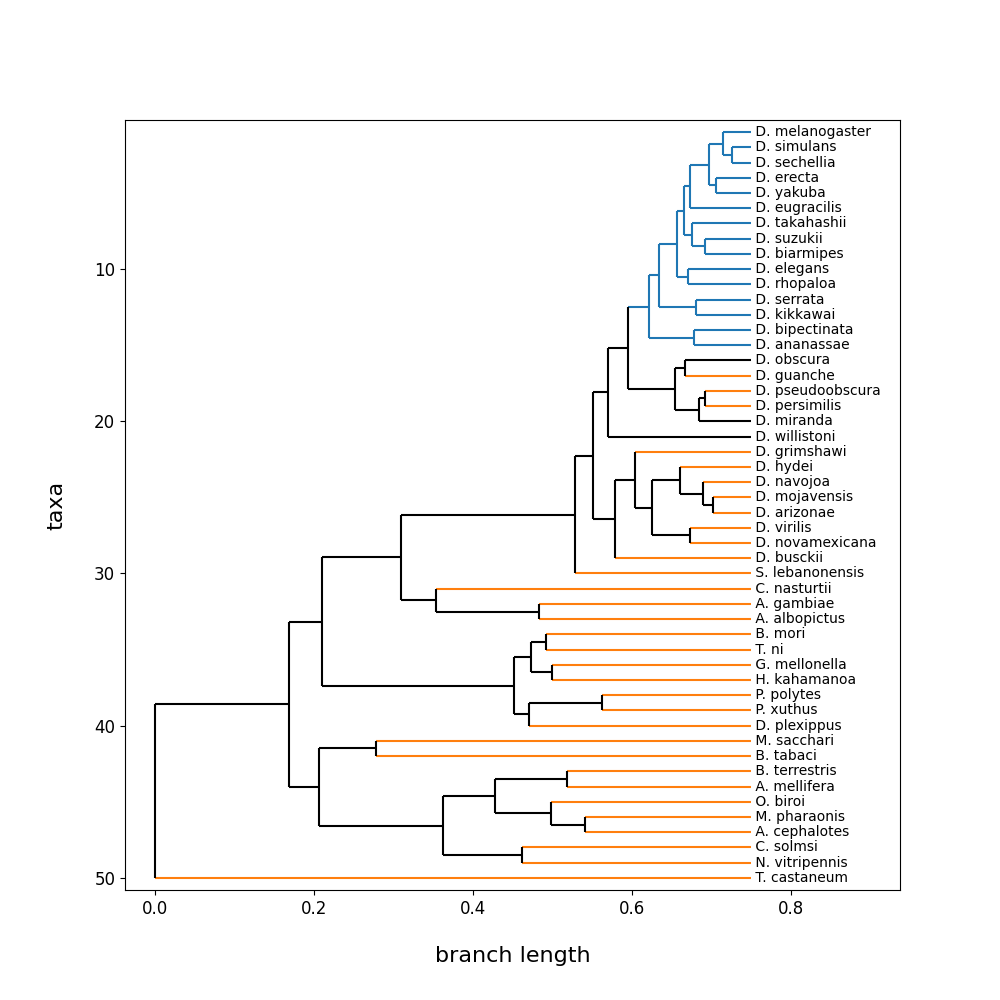 D. melanogaster
D. simulans
D. sechellia
D. erecta
D. yakuba
D. eugracilis
D. takahashii
D. suzukii
D. biarmipes
10
D. elegans
D. rhopaloa
D. serrata
D. kikkawai
D. bipectinata
D. ananassae
D. obscura
D. guanche
D. pseudoobscura
D. persimilis
20
D. miranda
D. willistoni
D. grimshawi
D. hydei
D. navojoa
D. mojavensis
D. arizonae
taxa
D. virilis
D. novamexicana
D. busckii
30
S. lebanonensis
C. nasturtii
A. gambiae
A. albopictus
B. mori
T. ni
G. mellonella
H. kahamanoa
P. polytes
P. xuthus
40
D. plexippus
M. sacchari
B. tabaci
B. terrestris
A. mellifera
O. biroi
M. pharaonis
A. cephalotes
C. solmsi
N. vitripennis
50
T. castaneum
0.0 0.2 0.4 0.6 0.8
branch length